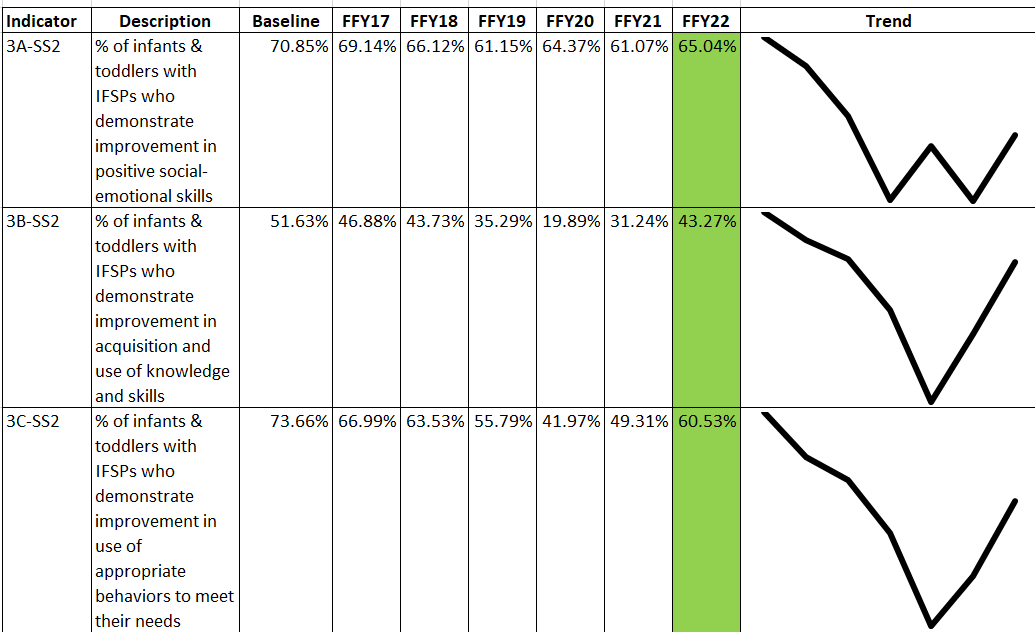 Indicator Description Baseline FFY17 FFY18 FFY19 FFY20 FFY21 FFY22 Trend
3A-SS2 % of infants & 70.85% 69.14% 66.12% 61.15% 64.37% 61.07% 65.04%
toddlers with
IFSPs who
demonstrate
improvement in
positive social-
emotional skills
3B-SS2 % of infants & 51.63% 46.88% 43.73% 35.29% 19.89% 31.24% 43.27%
toddlers with
IFSPs who
demonstrate
improvement in
acquisition and
use of knowledge
and skills
3C-SS2 % of infants & 73.66% 66.99% 63.53% 55.79% 41.97% 49.31% 60.53%
toddlers with
IFSPs who
demonstrate
improvement in
use of
appropriate
behaviors to meet
their needs